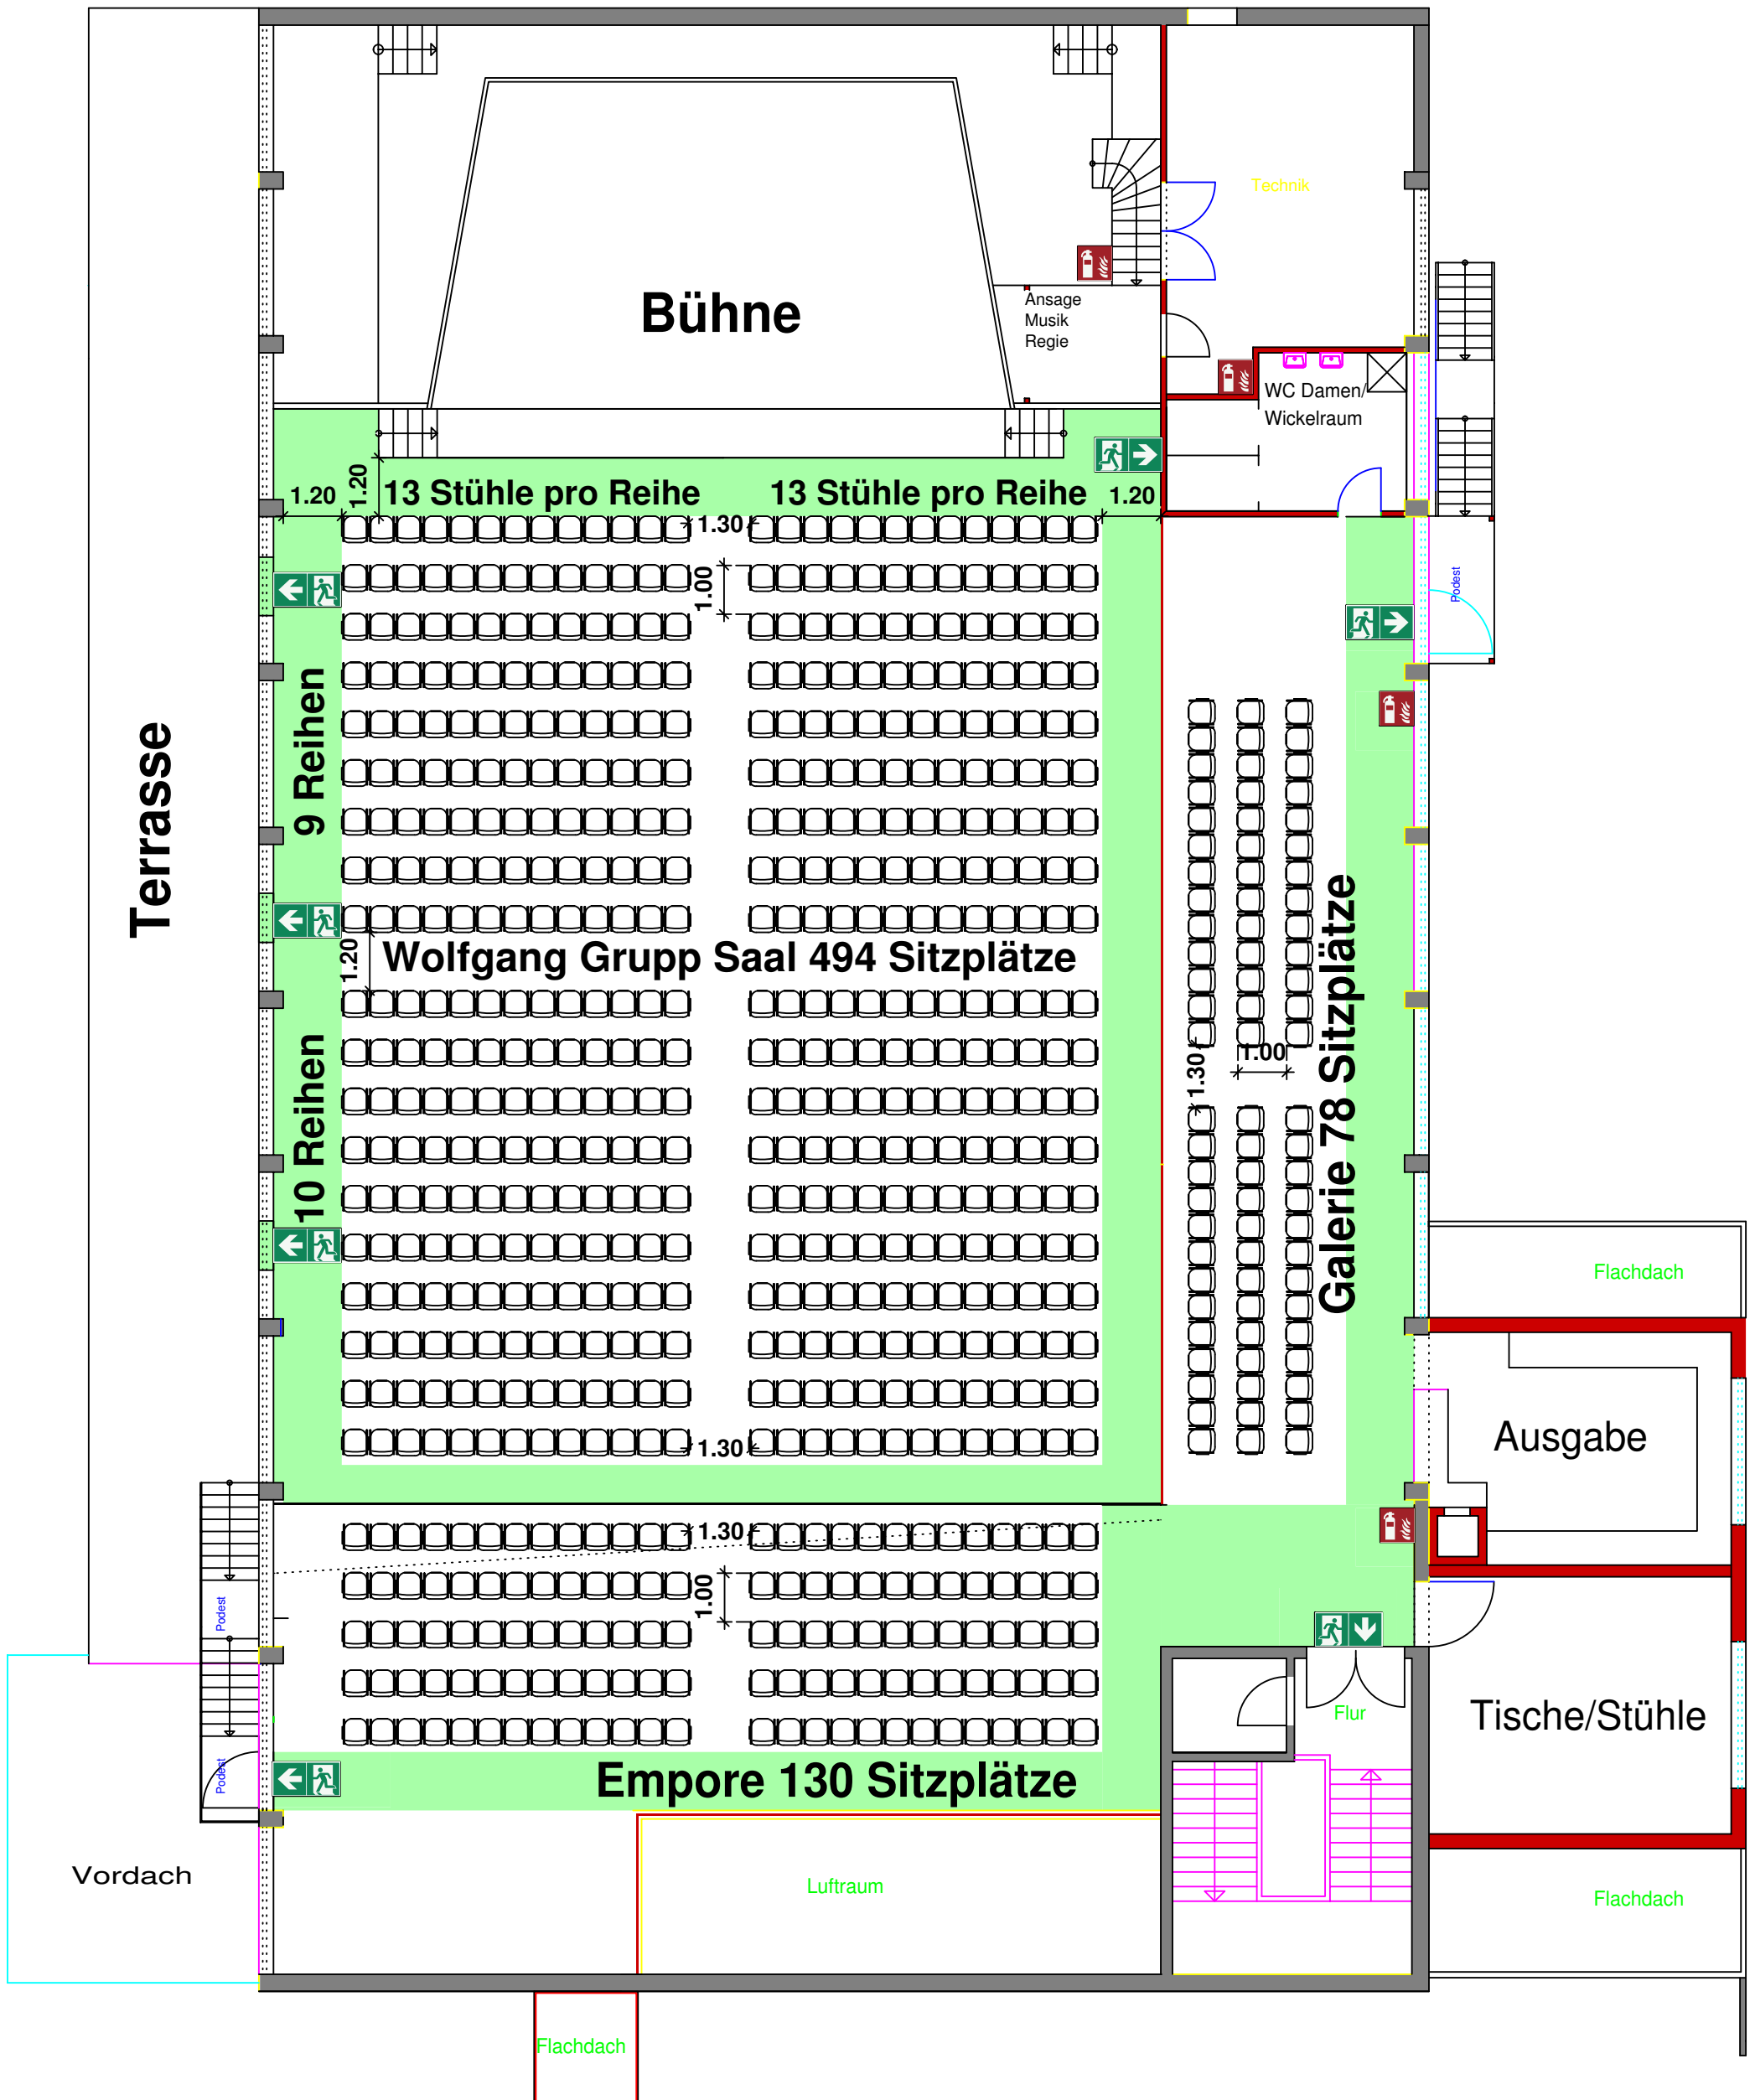 Technik
Bühne
Ansage
Musik
Regie
WC Damen/
Wickelraum
1.20
1.20
13 Stühle pro Reihe
13 Stühle pro Reihe
1.20
1.30
1.00
Podest
9 Reihen
Terrasse
Wolfgang Grupp Saal 494 Sitzplätze
1.20
10 Reihen
1.30
1.00
Galerie 78 Sitzplätze
Flachdach
Ausgabe
1.30
1.30
1.00
Podest
Flur
Tische/Stühle
Podest
Empore 130 Sitzplätze
Vordach
Luftraum
Flachdach
Flachdach